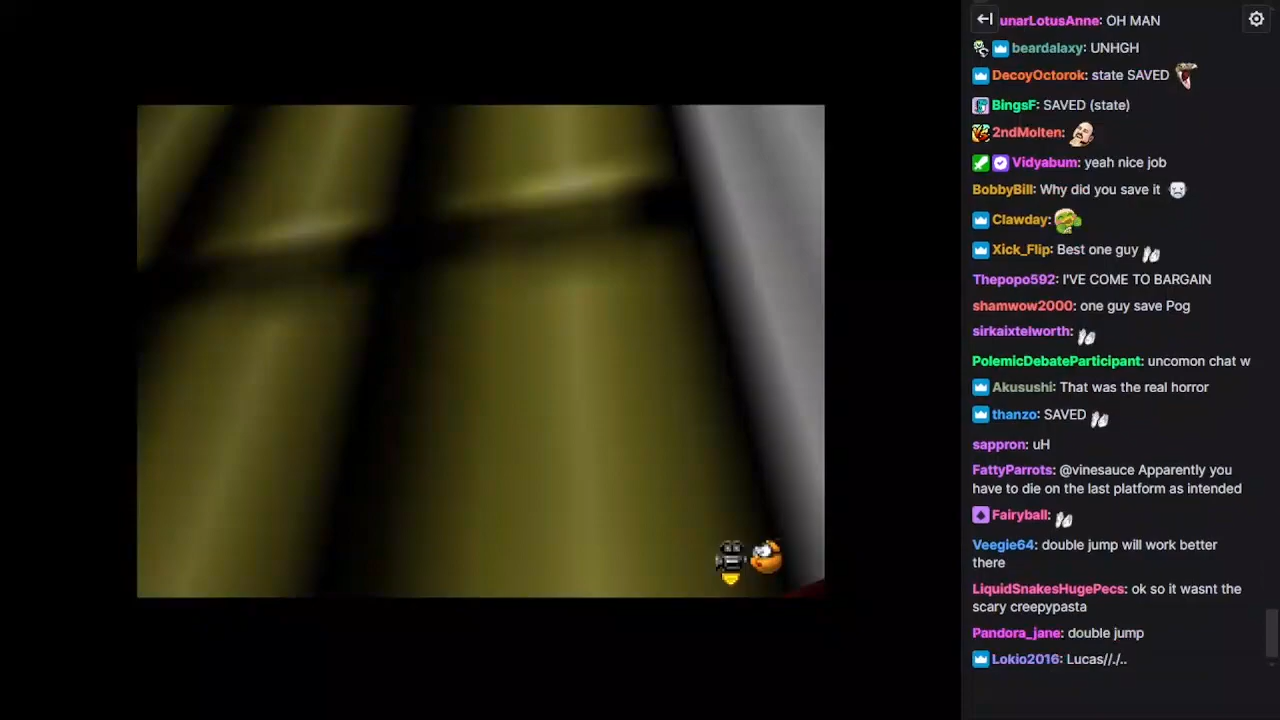 unarLotusAnne: OH MAN
beardalaxy: UNHGH
DecoyOctorok: state SAVED
BingsF: SAVED (state)
2ndMolten:
Vidyabum: yeah nice job
BobbyBill: Why did you save it
Clawday:
Xick_Flip: Best one guy
Thepopo592: I'VE COME TO BARGAIN
shamwow2000: one guy save Pog
sirkaixtelworth:
PolemicDebateParticipant: uncomon chat w
Akusushi: That was the real horror
thanzo: SAVED
sappron: uH
FattyParrots: @vinesauce Apparently you
have to die on the last platform as intended
Fairyball:
Veegie64: double jump will work better
there
LiquidSnakesHugePecs: ok so it wasnt the
scary creepypasta
Pandora_jane: double jump
Lokio2016: Lucas//./..